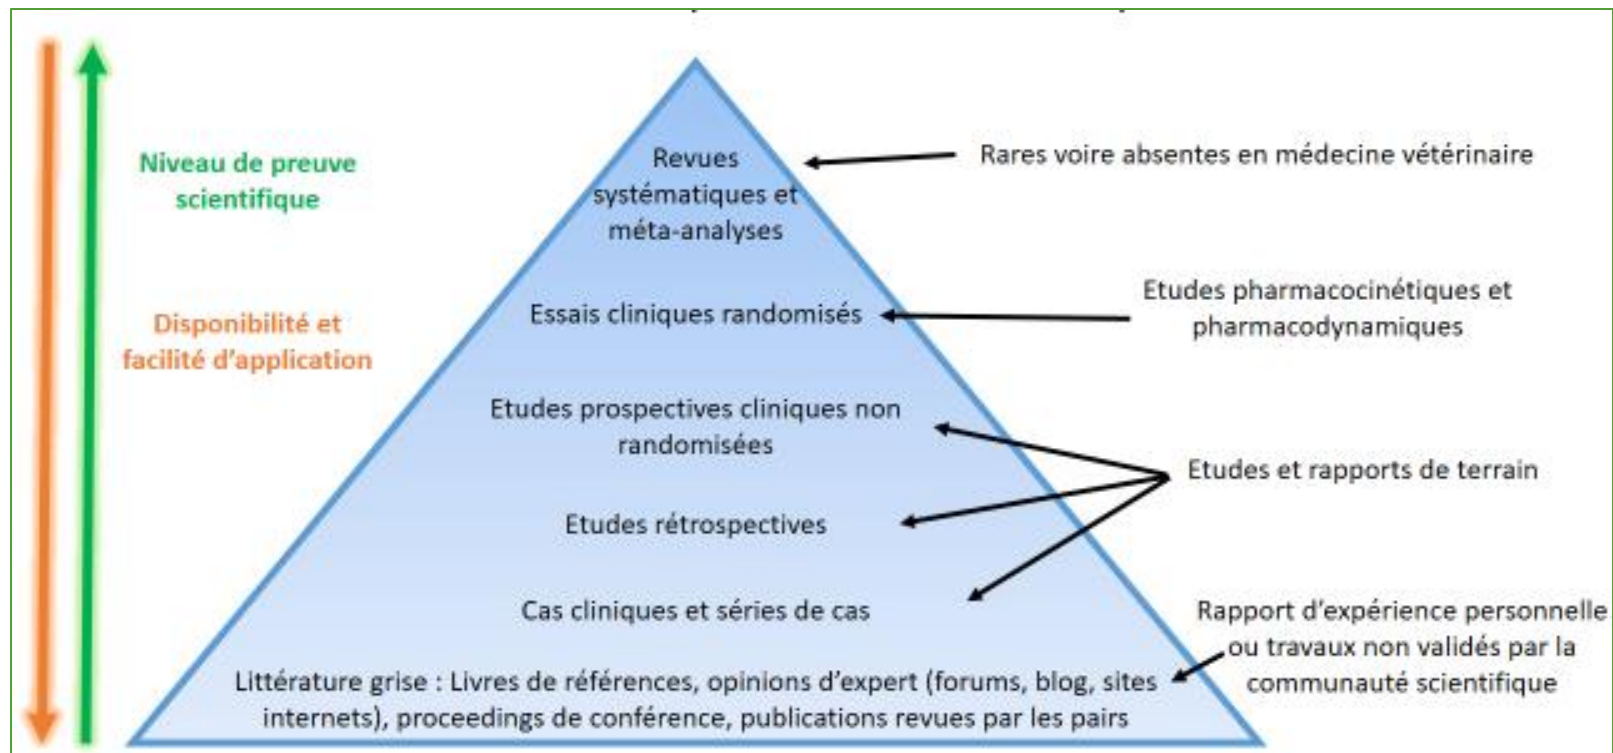 Niveau de preuve
scientifique
Disponibilité et
facilité d'application
Revues
systématiques et
méta-analyses
Rares voire absentes en médecine vétérinaire
Essais cliniques randomisés
Etudes pharmacocinétiques et
pharmacodynamiques
Etudes prospectives cliniques non
randomisées
Etudes rétrospectives
Cas cliniques et séries de cas
Etudes et rapports de terrain
Littérature grise : Livres de références, opinions d'expert (forums, blog, sites
internets), proceedings de conférence, publications revues par les pairs
Rapport d'expérience personnelle
ou travaux non validés par la
communauté scientifique